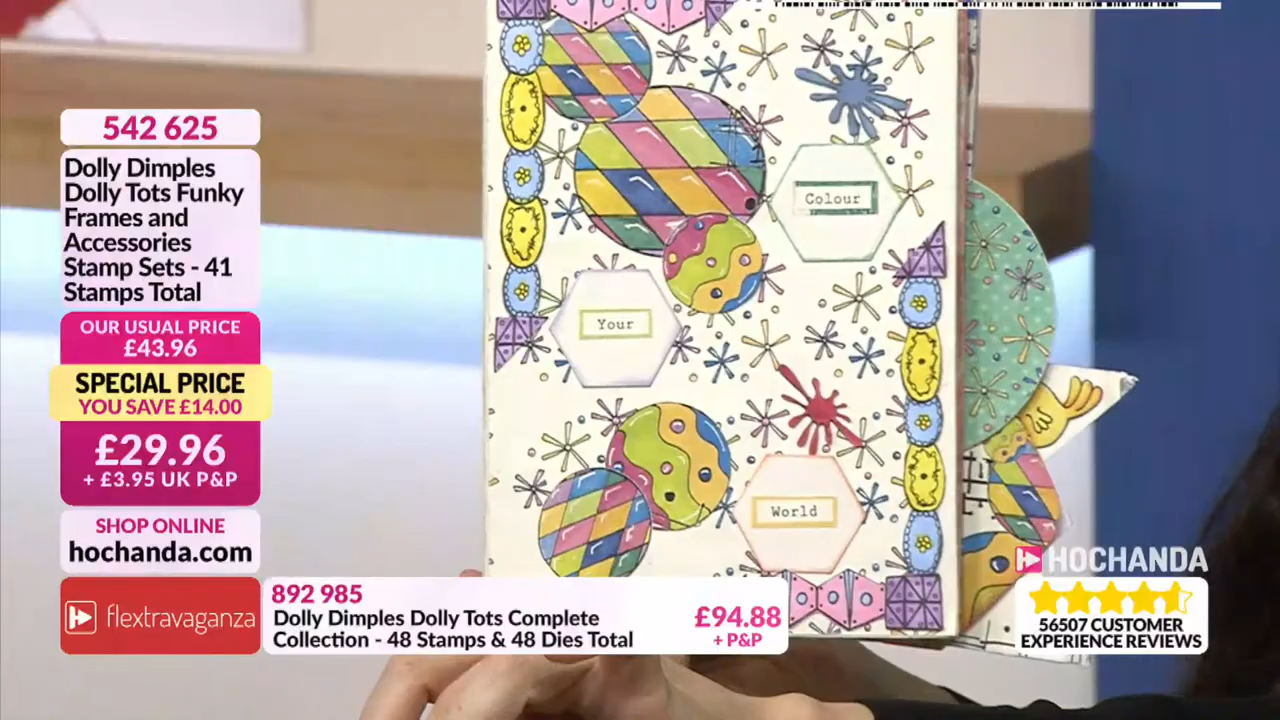 542 625
Dolly Dimples
Dolly Tots Funky
Frames and
Accessories
Stamp Sets - 41
Stamps Total
OUR USUAL PRICE
£43.96
SPECIAL PRICE
YOU SAVE £14.00
£29.96
+ £3.95 UK P&P
SHOP ONLINE
hochanda.com
flextravaganza
892 985
Dolly Dimples Dolly Tots Complete
Collection - 48 Stamps & 48 Dies Total
£94.88
+ P&P
Colour
Your
World
HOCHANDA
56507 CUSTOMER
EXPERIENCE REVIEWS